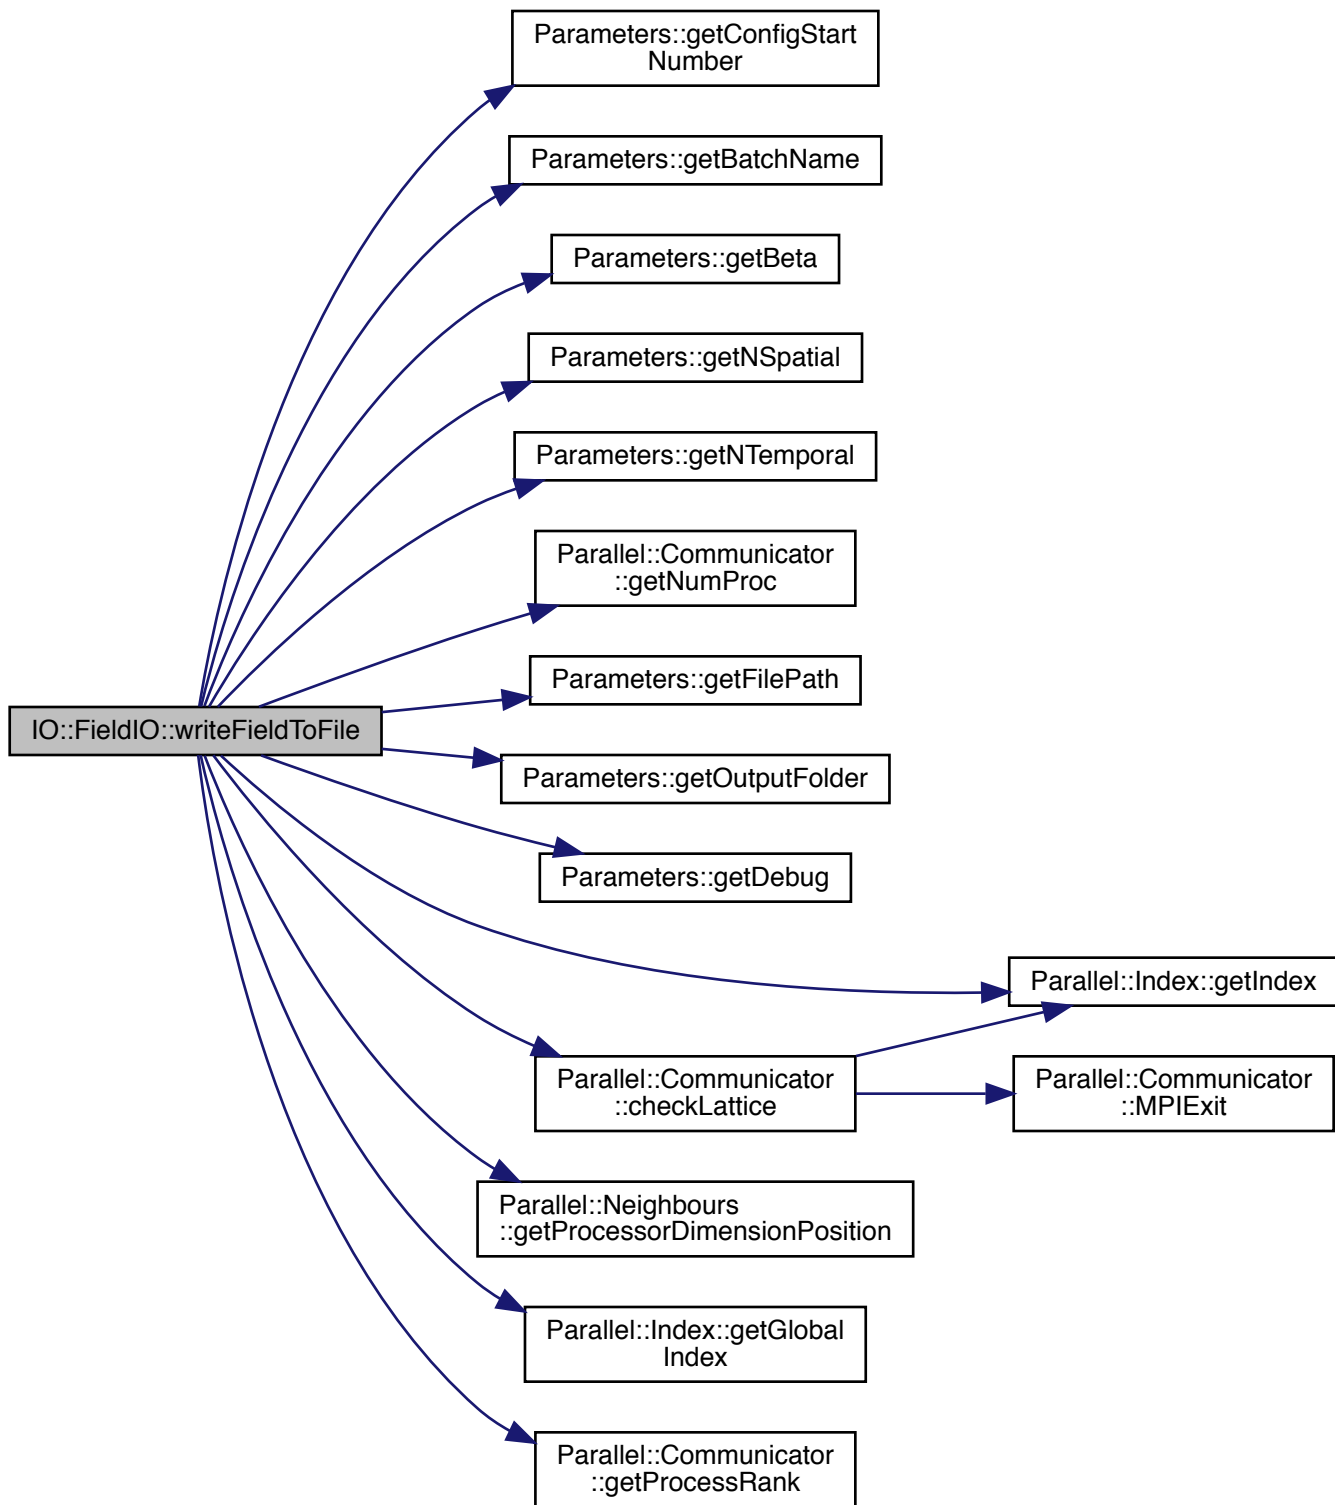 Parameters::getConfigStart
Number
Parameters::getBatchName
Parameters::getBeta
Parameters::getNSpatial
Parameters::getNTemporal
Parallel::Communicator
::getNumProc
Parameters::getFilePath
IO::FieldIO::writeFieldToFile
Parameters::getOutputFolder
Parameters::getDebug
Parallel::Index::getIndex
Parallel::Communicator
::checkLattice
Parallel::Communicator
::MPIExit
Parallel::Neighbours
::getProcessorDimensionPosition
Parallel::Index::getGlobal
Index
Parallel::Communicator
::getProcessRank